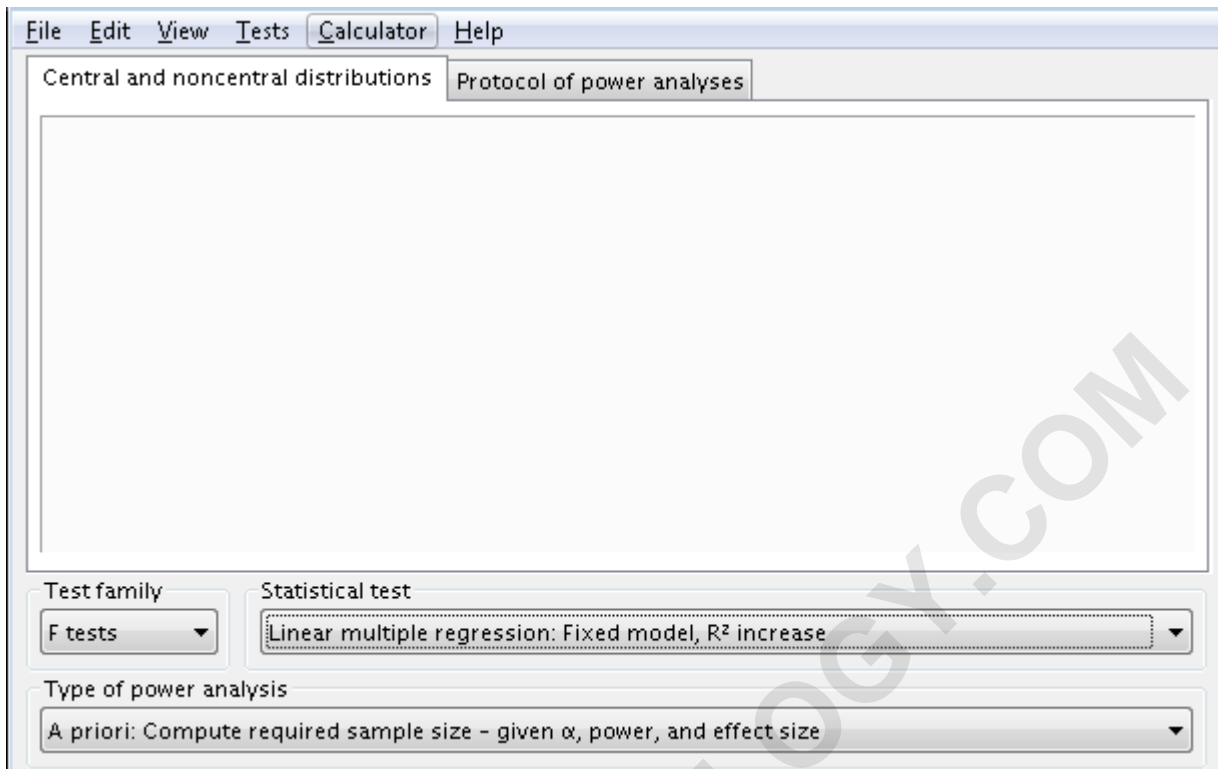 File Edit View Tests Calculator Help
Central and noncentral distributions Protocol of power analyses
Test family Statistical test
F tests Linear multiple regression: Fixed model, R² increase
Type of power analysis
A priori: Compute required sample size – given α, power, and effect size
LOGY.COM